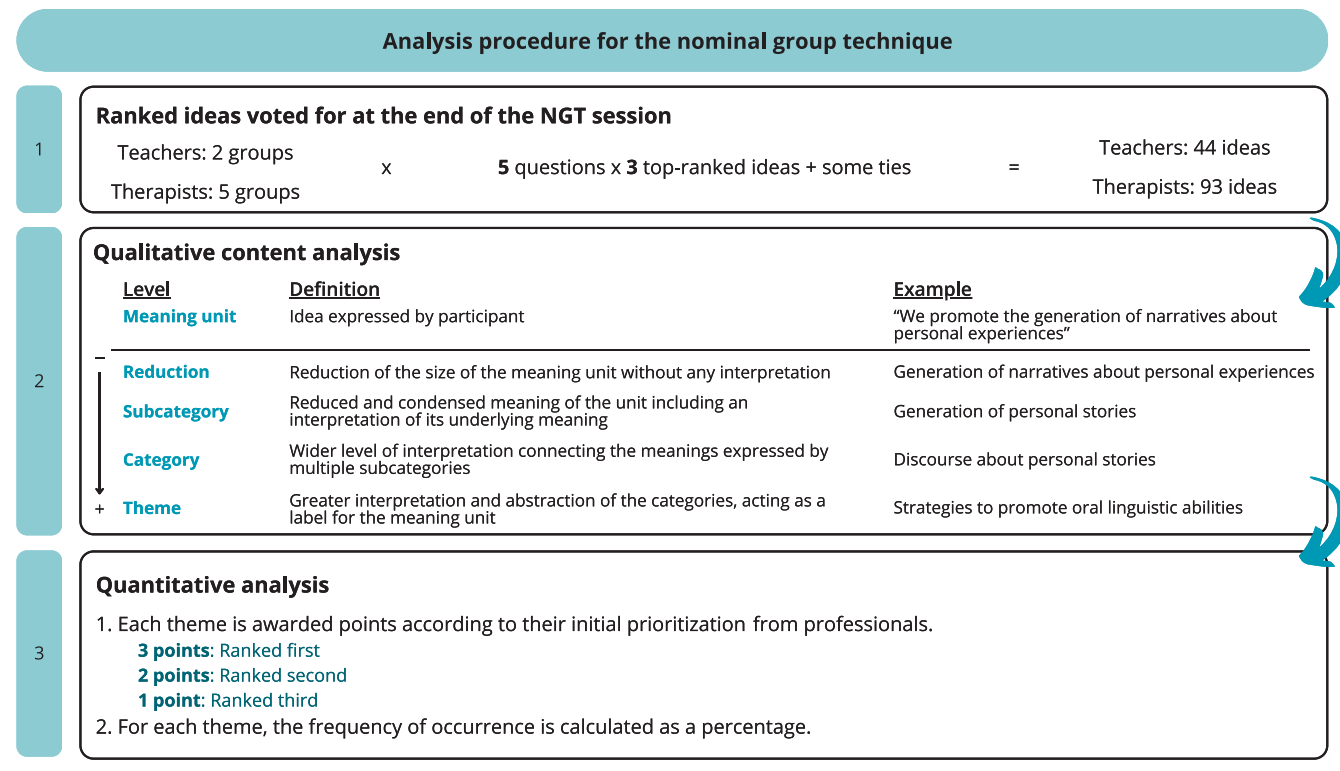 Analysis procedure for the nominal group technique
1
Ranked ideas voted for at the end of the NGT session
Teachers: 2 groups
Therapists: 5 groups
x
5 questions x 3 top-ranked ideas + some ties
=
Teachers: 44 ideas
Therapists: 93 ideas
2
Qualitative content analysis
Level Definition Example
Meaning unit Idea expressed by participant “We promote the generation of narratives about
personal experiences”
–
Reduction Reduction of the size of the meaning unit without any interpretation Generation of narratives about personal experiences
Subcategory Reduced and condensed meaning of the unit including an
interpretation of its underlying meaning Generation of personal stories
Category Wider level of interpretation connecting the meanings expressed by
multiple subcategories Discourse about personal stories
+ Theme Greater interpretation and abstraction of the categories, acting as a
label for the meaning unit Strategies to promote oral linguistic abilities
3
Quantitative analysis
1. Each theme is awarded points according to their initial prioritization from professionals.
3 points: Ranked first
2 points: Ranked second
1 point: Ranked third
2. For each theme, the frequency of occurrence is calculated as a percentage.